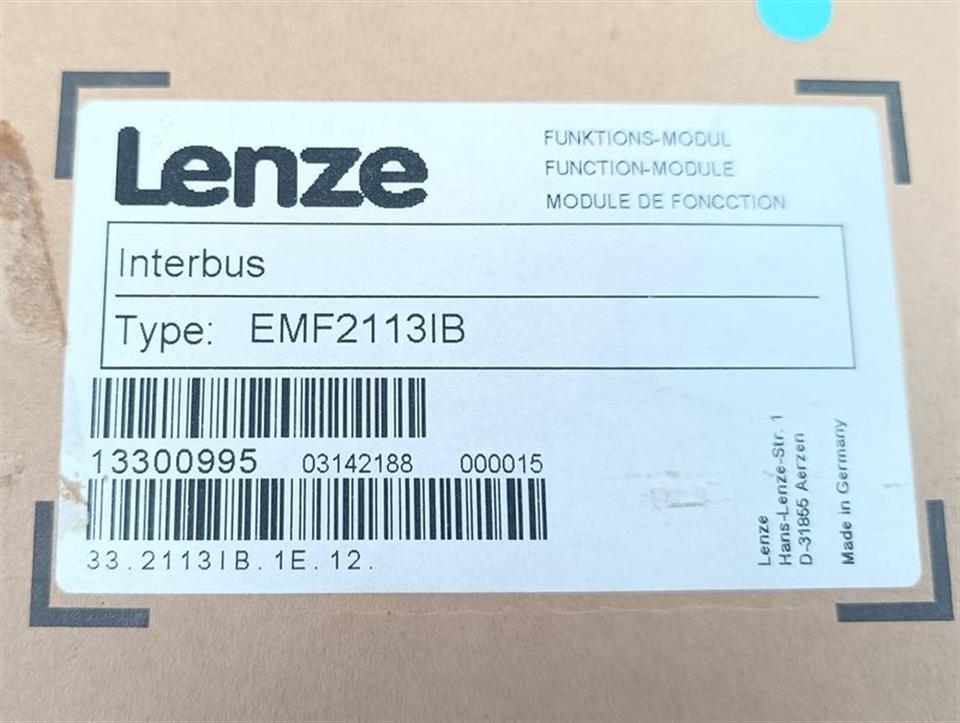 Lenze
FUNKTIONS-MODUL
FUNCTION-MODULE
MODULE DE FONCCTION
Interbus
Type: EMF2113IB
13300995 03142188 000015
33.2113IB.1E.12.
Lenze
Hans-Lenze-Str. 1
D-31855 Aerzen
Made in Germany